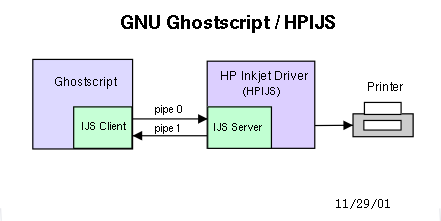 GNU Ghostscript / HPIJS
Ghostscript
IJS Client
pipe 0
pipe 1
HP Inkjet Driver
(HPIJS)
IJS Server
Printer
11/29/01